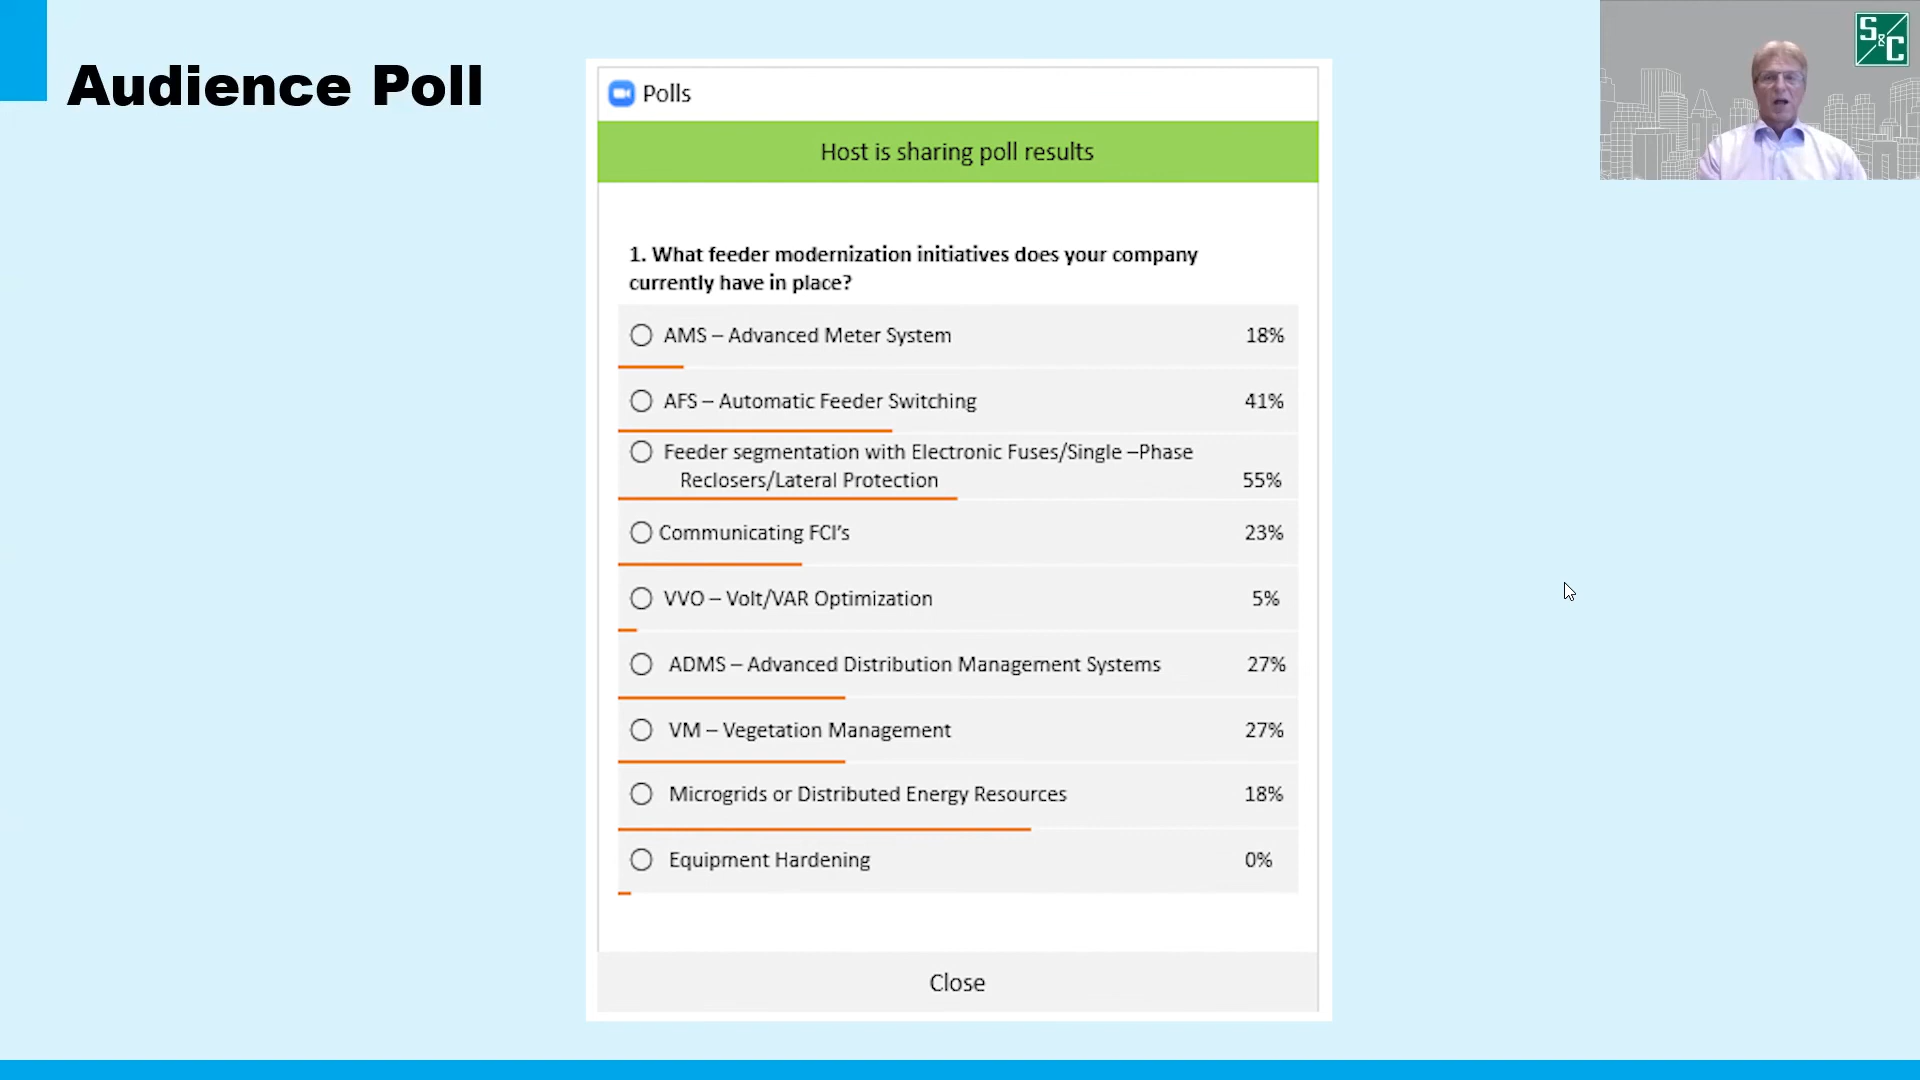 Audience Poll
Polls
Host is sharing poll results
1. What feeder modernization initiatives does your company
currently have in place?
AMS – Advanced Meter System 18%
AFS – Automatic Feeder Switching 41%
Feeder segmentation with Electronic Fuses/Single –Phase
Reclosers/Lateral Protection 55%
Communicating FCI's 23%
VVO – Volt/VAR Optimization 5%
ADMS – Advanced Distribution Management Systems 27%
VM – Vegetation Management 27%
Microgrids or Distributed Energy Resources 18%
Equipment Hardening 0%
Close
S&C